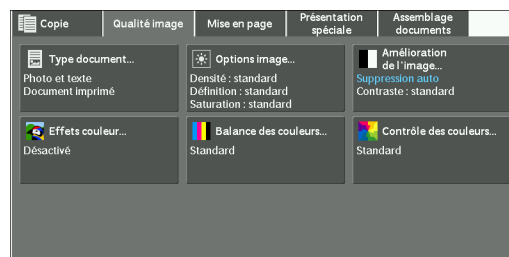 Copie
Qualité image
Mise en page
Présentation
spéciale
Assemblage
documents
Type document...
Photo et texte
Document imprimé
Options image...
Densité : standard
Définition : standard
Saturation : standard
Amélioration
de l'image...
Suppression auto
Contraste : standard
Effets couleur...
Désactivé
Balance des couleurs...
Standard
Contrôle des couleurs...
Standard